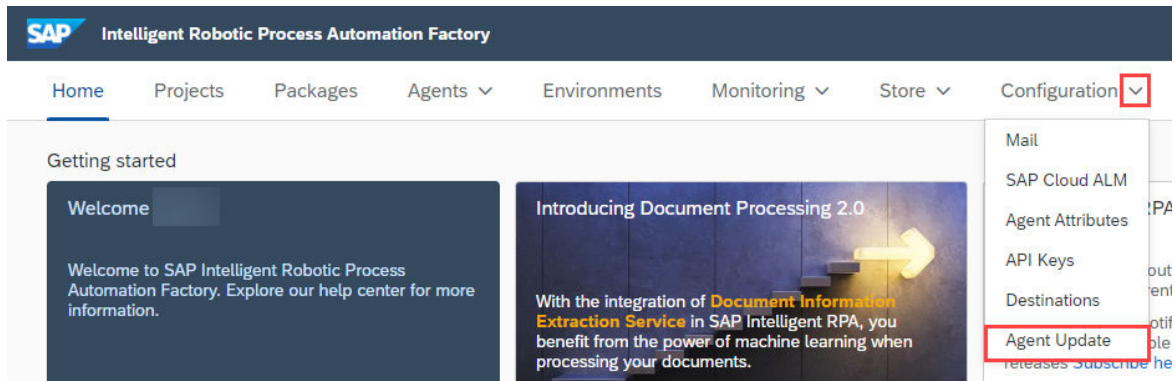 SAP Intelligent Robotic Process Automation Factory
Home Projects Packages Agents Environments Monitoring Store Configuration
Mail
SAP Cloud ALM
Agent Attributes
API Keys
Destinations
Agent Update
Getting started
Welcome
Welcome to SAP Intelligent Robotic Process
Automation Factory. Explore our help center for more
information.
Introducing Document Processing 2.0
With the integration of Document Information
Extraction Service in SAP Intelligent RPA, you
benefit from the power of machine learning when
processing your documents.
releases Subscribe he